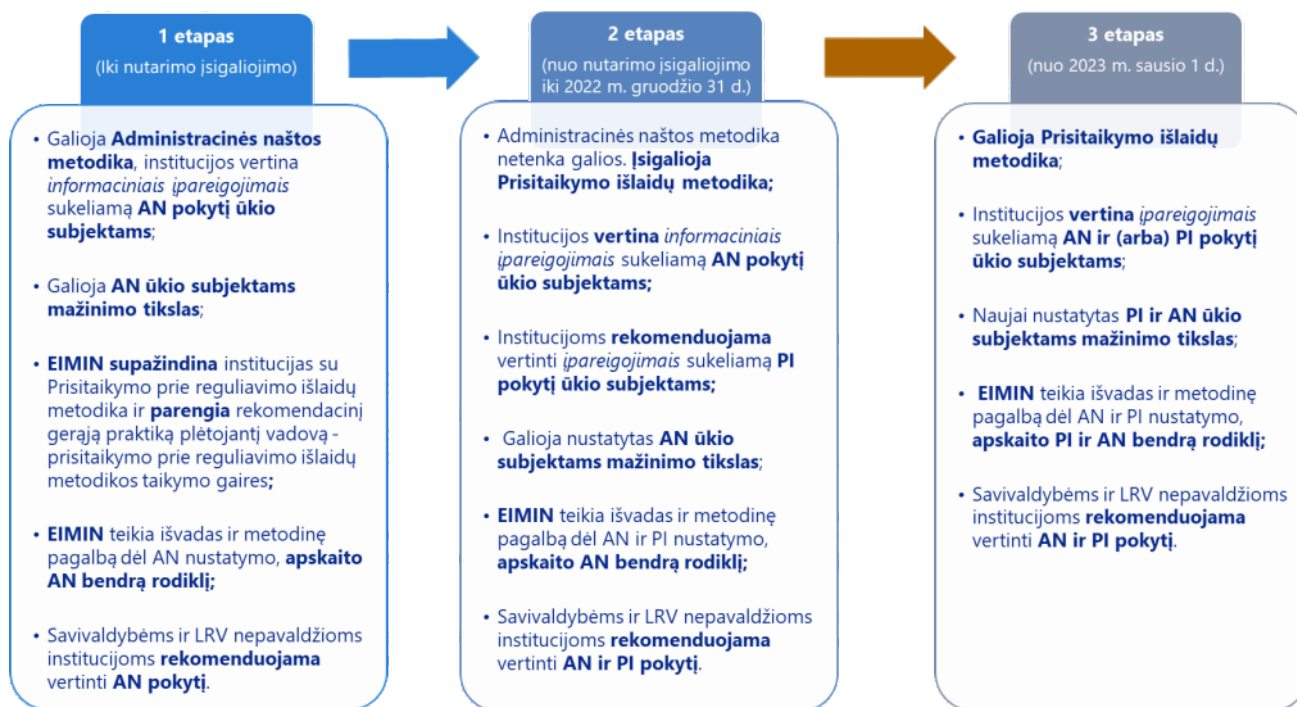 1 etapas
(Iki nutarimo įsigaliojimo)
• Galioja Administracinės naštos
metodika, institucijos vertina
informaciniais įpareigojimais
sukeliamą AN pokytį ūkio
subjektams;
• Galioja AN ūkio subjektams
mažinimo tikslas;
• EIMIN supažindina institucijas su
Prisitaikymo prie reguliavimo išlaidų
metodika ir parengia rekomendacinį
gerąją praktiką plėtojantį vadovą -
prisitaikymo prie reguliavimo išlaidų
metodikos taikymo gaires;
• EIMIN teikia išvadas ir metodinę
pagalbą dėl AN nustatymo, apskaito
AN bendrą rodiklį;
• Savivaldybėms ir LRV nepavaldžioms
institucijoms rekomenduojama
vertinti AN pokytį.
2 etapas
(nuo nutarimo įsigaliojimo
iki 2022 m. gruodžio 31 d.)
• Administracinės naštos metodika
netenka galios. Įsigalioja
Prisitaikymo išlaidų metodika;
• Institucijos vertina informaciniais
įpareigojimais sukeliamą AN pokytį
ūkio subjektams;
• Institucijoms rekomenduojama
vertinti įpareigojimais sukeliamą PI
pokytį ūkio subjektams;
• Galioja nustatytas AN ūkio
subjektams mažinimo tikslas;
• EIMIN teikia išvadas ir metodinę
pagalbą dėl AN ir PI nustatymo,
apskaito AN bendrą rodiklį;
• Savivaldybėms ir LRV nepavaldžioms
institucijoms rekomenduojama
vertinti AN ir PI pokytį.
3 etapas
(nuo 2023 m. sausio 1 d.)
• Galioja Prisitaikymo išlaidų
metodika;
• Institucijos vertina įpareigojimais
sukeliamą AN ir (arba) PI pokytį
ūkio subjektams;
• Naujai nustatytas PI ir AN ūkio
subjektams mažinimo tikslas;
• EIMIN teikia išvadas ir metodinę
pagalbą dėl AN ir PI nustatymo,
apskaito PI ir AN bendrą rodiklį;
• Savivaldybėms ir LRV nepavaldžioms
institucijoms rekomenduojama
vertinti AN ir PI pokytį.